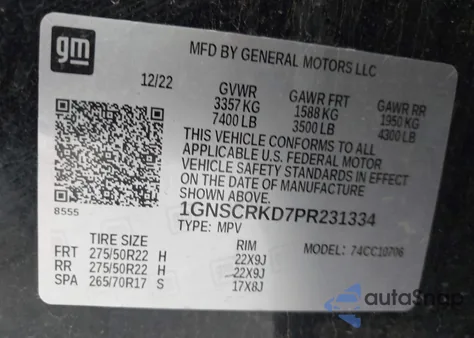 gm
MFD BY GENERAL MOTORS LLC
12/22
GVWR GAWR FRT GAWR RR
3357 KG 1588 KG 1950 KG
7400 LB 3500 LB 4300 LB
THIS VEHICLE CONFORMS TO ALL
APPLICABLE U.S. FEDERAL MOTOR
VEHICLE SAFETY STANDARDS IN
EFFECT ON THE DATE OF MANUFACTURE
SHOWN ABOVE.
8555
1GNSCRKD7PR231334
TYPE: MPV
MODEL: 74CC10706
TIRE SIZE RIM
FRT 275/50R22 H 22X9J
RR 275/50R22 H 22X9J
SPA 265/70R17 S 17X8J
autoSnap